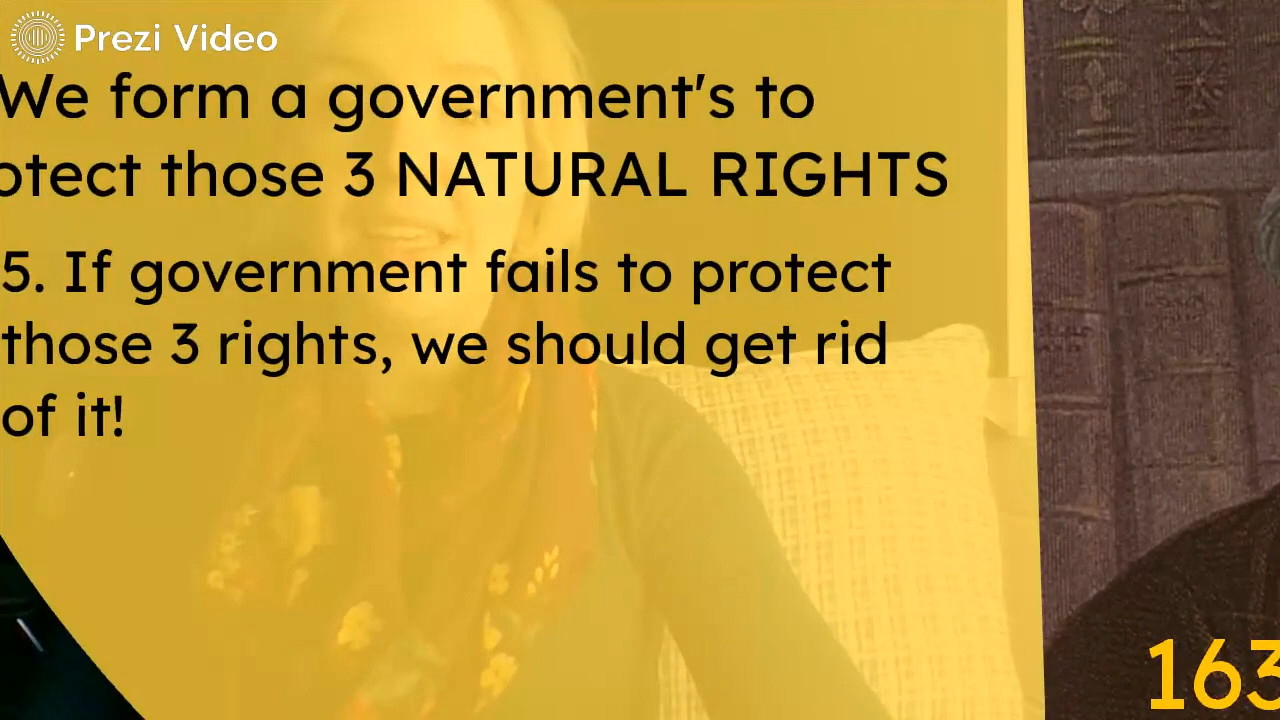 Prezi Video
We form a government's to
otect those 3 NATURAL RIGHTS
5. If government fails to protect
those 3 rights, we should get rid
of it!
163